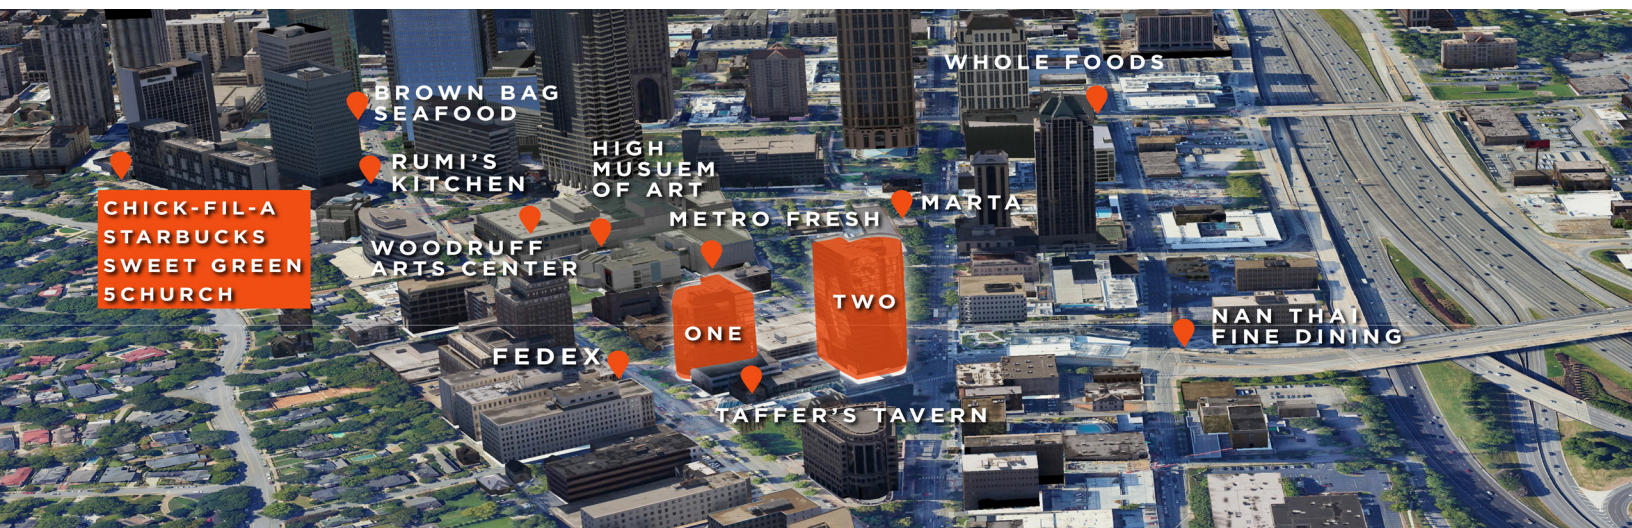 WHOLE FOODS
BROWN BAG
SEAFOOD
HIGH
MUSUEM
OF ART
RUMI'S
KITCHEN
MARTA
CHICK-FIL-A
STARBUCKS
SWEET GREEN
5CHURCH
METRO FRESH
WOODRUFF
ARTS CENTER
TWO
ONE
NAN THAI
FINE DINING
FEDEX
TAFFER'S TAVERN